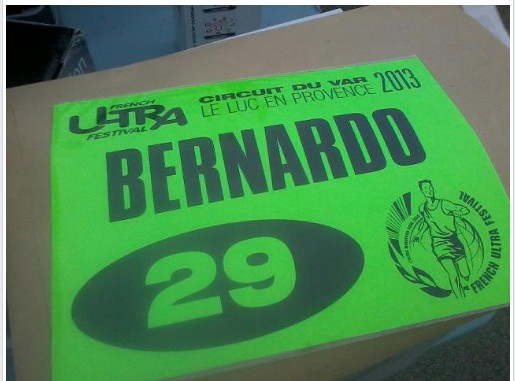 FRENCH
ULTRA
FESTIVAL
CIRCUIT DU VAR
LE LUC EN PROVENCE 2013
BERNARDO
29
FRENCH ULTRA FESTIVAL